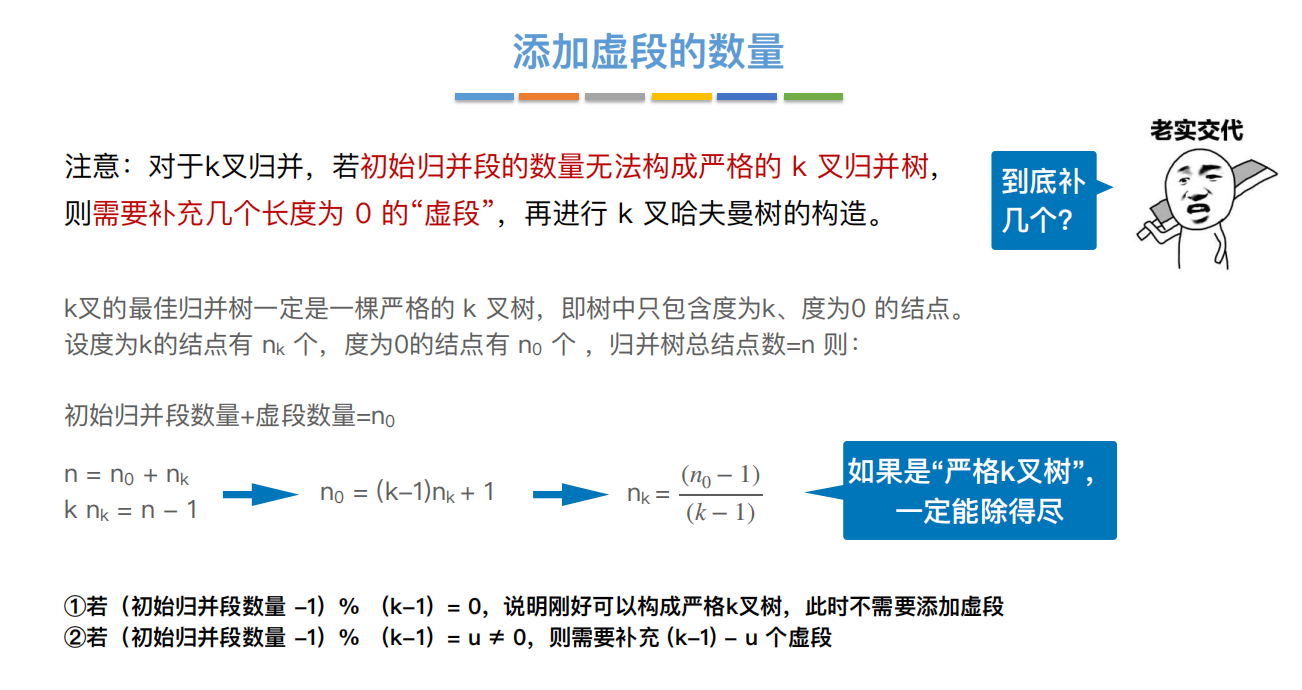 添加虚段的数量
老实交代
注意：对于k叉归并，若初始归并段的数量无法构成严格的 k 叉归并树，
则需要补充几个长度为 0 的“虚段”，再进行 k 叉哈夫曼树的构造。
到底补
几个？
k叉的最佳归并树一定是一棵严格的 k 叉树，即树中只包含度为k、度为0 的结点。
设度为k的结点有 nₖ 个，度为0的结点有 n₀ 个 ，归并树总结点数=n 则：
初始归并段数量+虚段数量=n₀
n = n₀ + nₖ
k nₖ = n − 1
n₀ = (k−1)nₖ + 1
nₖ = (n₀ − 1) / (k − 1)
如果是“严格k叉树”，
一定能除得尽
①若（初始归并段数量 −1）% （k−1）= 0，说明刚好可以构成严格k叉树，此时不需要添加虚段
②若（初始归并段数量 −1）% （k−1）= u ≠ 0，则需要补充 (k−1) − u 个虚段